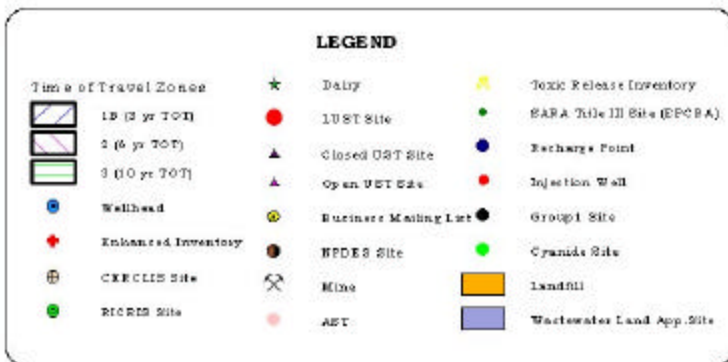 LEGEND
Time of Travel Zones
1B (3 yr TOT)
2 (6 yr TOT)
3 (10 yr TOT)
Wellhead
Enhanced Inventory
CERCLIS Site
RICRIS Site
Dairy
LUST Site
Closed UST Site
Open UST Site
Business Mailing List
NPDES Site
Mine
AST
Toxic Release Inventory
SARA Title III Site (EPCRA)
Recharge Point
Injection Well
Group1 Site
Cyanide Site
Landfill
Wastewater Land App. Site